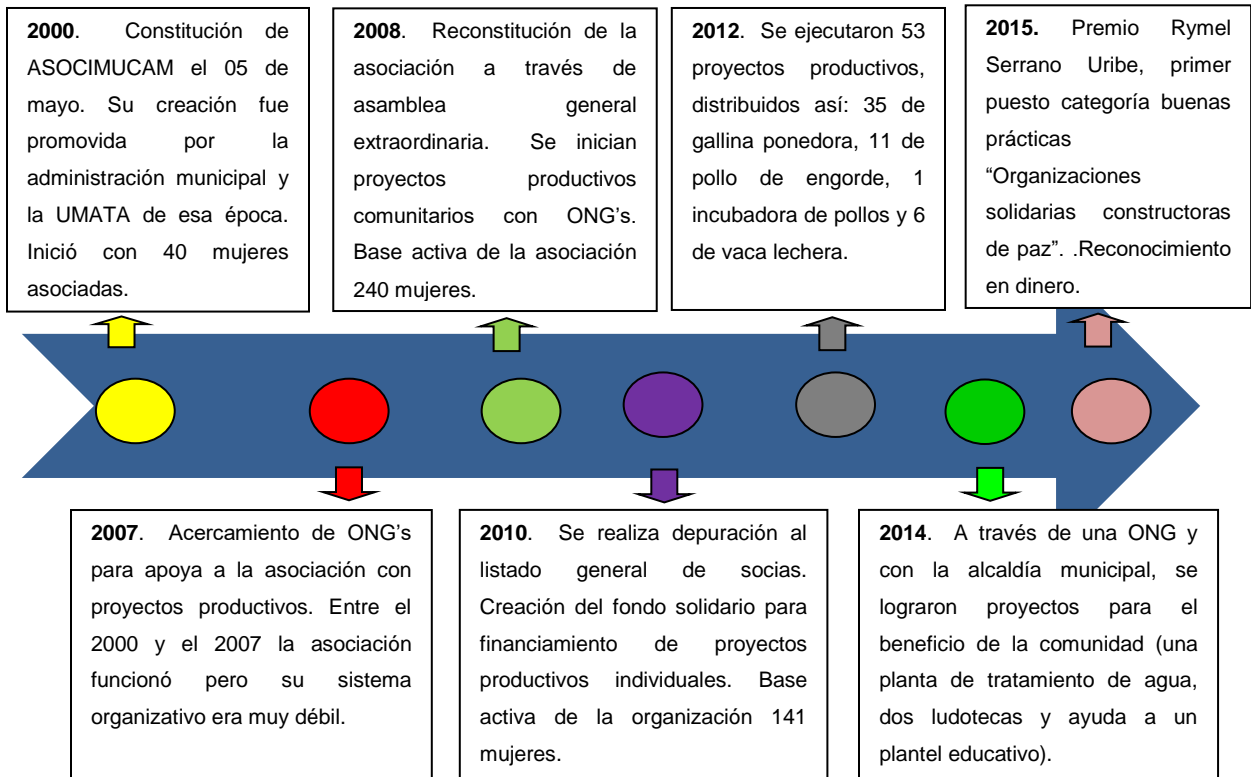 2000. Constitución de
ASOCIMUCAM el 05 de
mayo. Su creación fue
promovida por la
administración municipal y
la UMATA de esa época.
Inició con 40 mujeres
asociadas.
2008. Reconstitución de la
asociación a través de
asamblea general
extraordinaria. Se inician
proyectos productivos
comunitarios con ONG's.
Base activa de la asociación
240 mujeres.
2012. Se ejecutaron 53
proyectos productivos,
distribuidos así: 35 de
gallina ponedora, 11 de
pollo de engorde, 1
incubadora de pollos y 6
de vaca lechera.
2015. Premio Rymel
Serrano Uribe, primer
puesto categoría buenas
prácticas
“Organizaciones
solidarias constructoras
de paz”. .Reconocimiento
en dinero.
2007. Acercamiento de ONG’s
para apoya a la asociación con
proyectos productivos. Entre el
2000 y el 2007 la asociación
funcionó pero su sistema
organizativo era muy débil.
2010. Se realiza depuración al
listado general de socias.
Creación del fondo solidario para
financiamiento de proyectos
productivos individuales. Base
activa de la organización 141
mujeres.
2014. A través de una ONG y
con la alcaldía municipal, se
lograron proyectos para el
beneficio de la comunidad (una
planta de tratamiento de agua,
dos ludotecas y ayuda a un
plantel educativo).